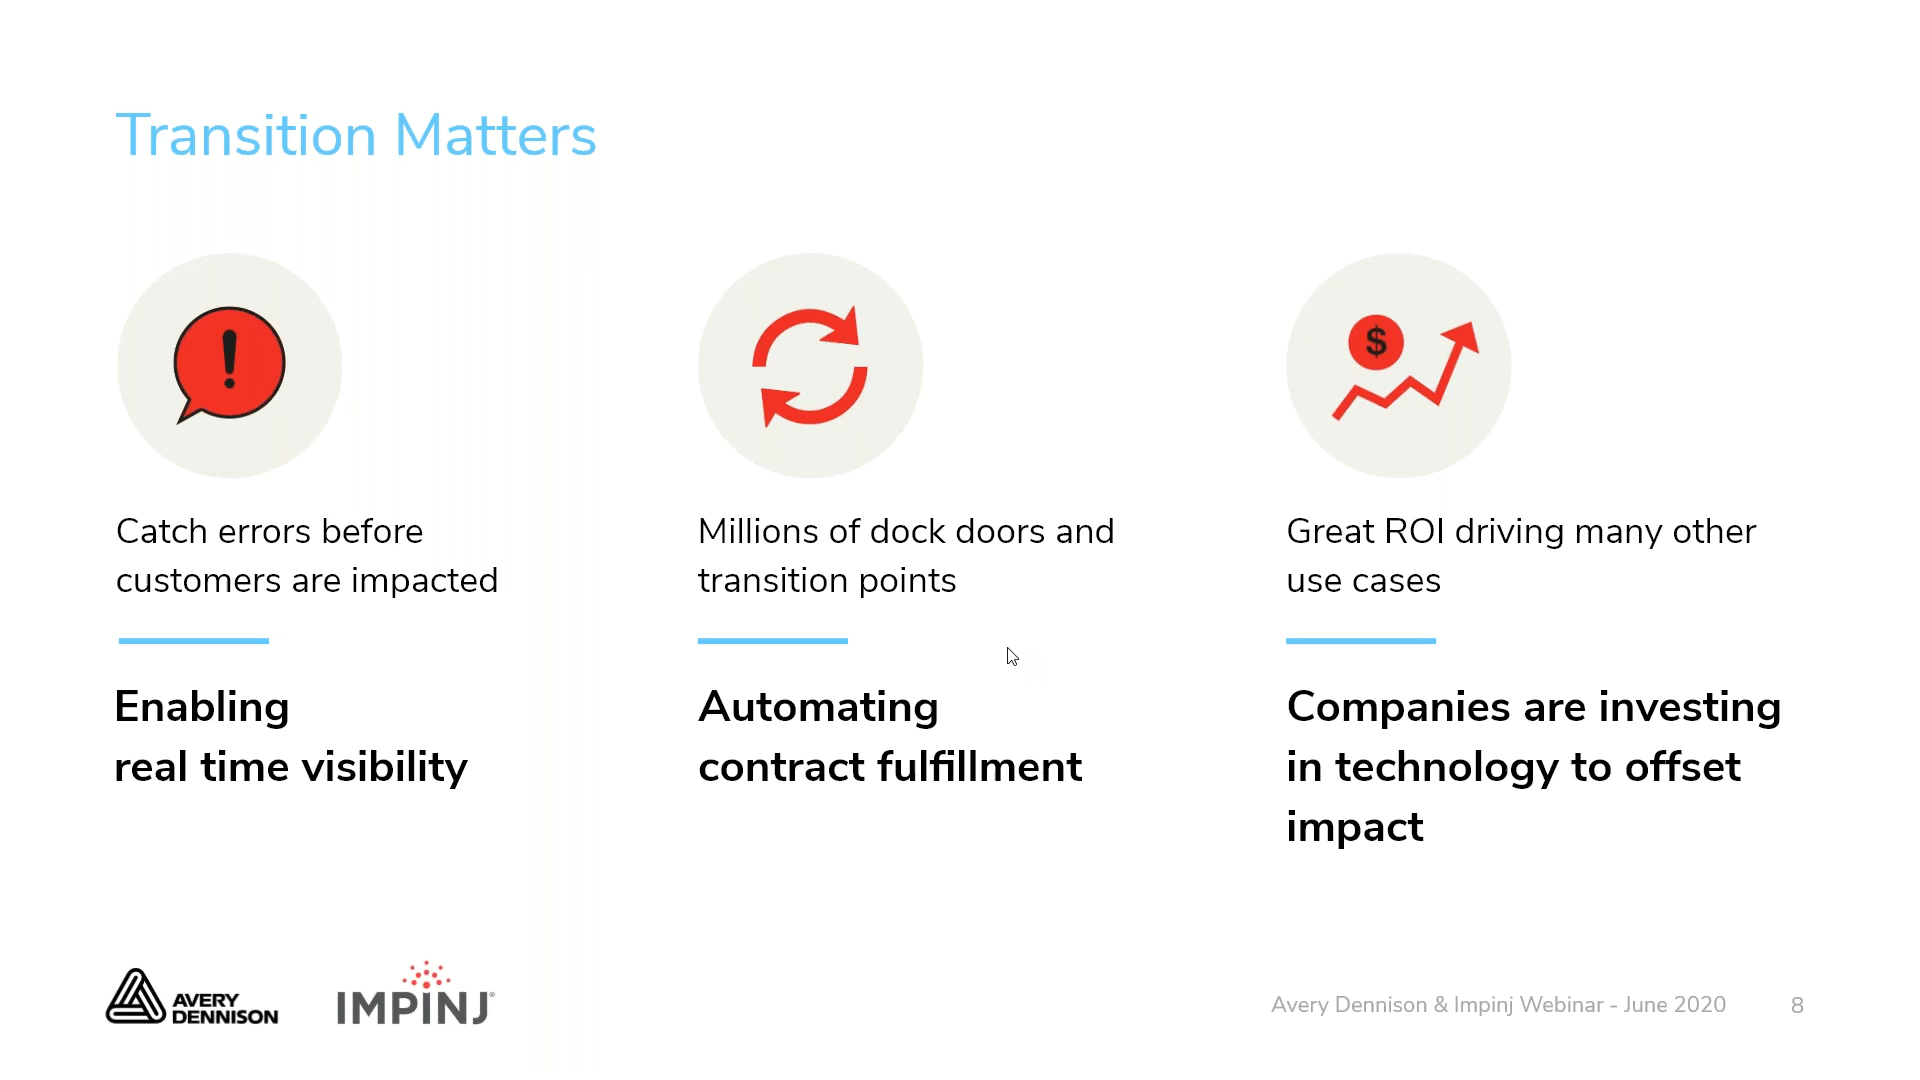 Transition Matters
$
Catch errors before
customers are impacted
Enabling
real time visibility
Millions of dock doors and
transition points
Automating
contract fulfillment
Great ROI driving many other
use cases
Companies are investing
in technology to offset
impact
AVERY
DENNISON
IMPINJ®
Avery Dennison & Impinj Webinar - June 2020
8